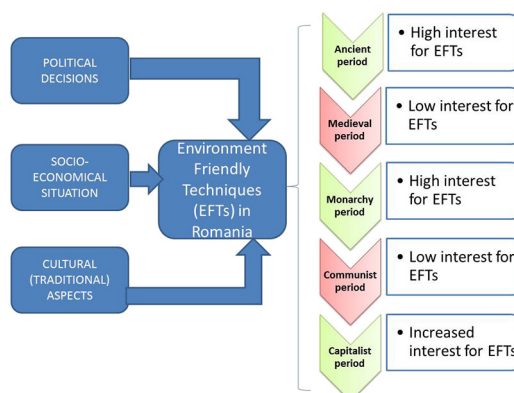 POLITICAL
DECISIONS
SOCIO-
ECONOMICAL
SITUATION
CULTURAL
(TRADITIONAL)
ASPECTS
Environment
Friendly
Techniques
(EFTs) in
Romania
Ancient
period
• High interest
for EFTs
Medieval
period
• Low interest for
EFTs
Monarchy
period
• High interest
for EFTs
Communist
period
• Low interest for
EFTs
Capitalist
period
• Increased
interest for EFTs